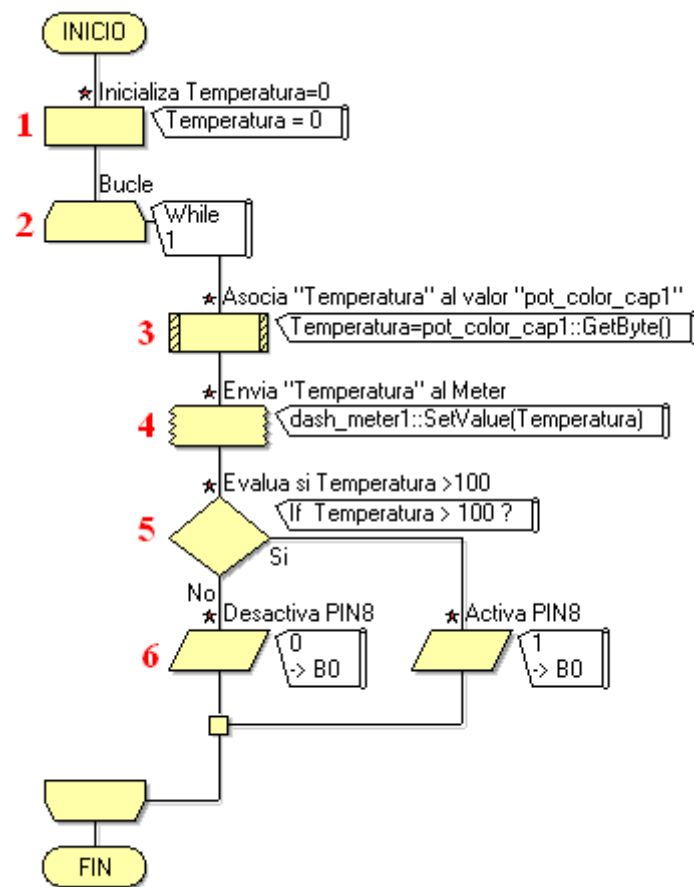 INICIO
Inicializa Temperatura=0
1
Temperatura = 0
Bucle
2
While
1
Asocia "Temperatura" al valor "pot_color_cap1"
3
Temperatura=pot_color_cap1::GetByte()
Envia "Temperatura" al Meter
4
dash_meter1::SetValue(Temperatura)
Evalua si Temperatura >100
5
If Temperatura > 100 ?
Si
No
Desactiva PIN8
Activa PIN8
6
0
-> B0
1
-> B0
FIN